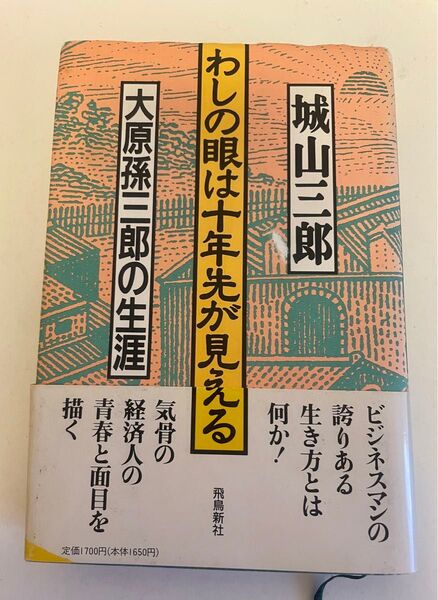 城山三郎
わしの眼は十年先が見える
大原孫三郎の生涯
ビジネスマンの
誇りある
生き方とは
何か！
気骨の
経済人の
青春と面目を
描く
飛鳥新社
定価1700円(本体1650円)